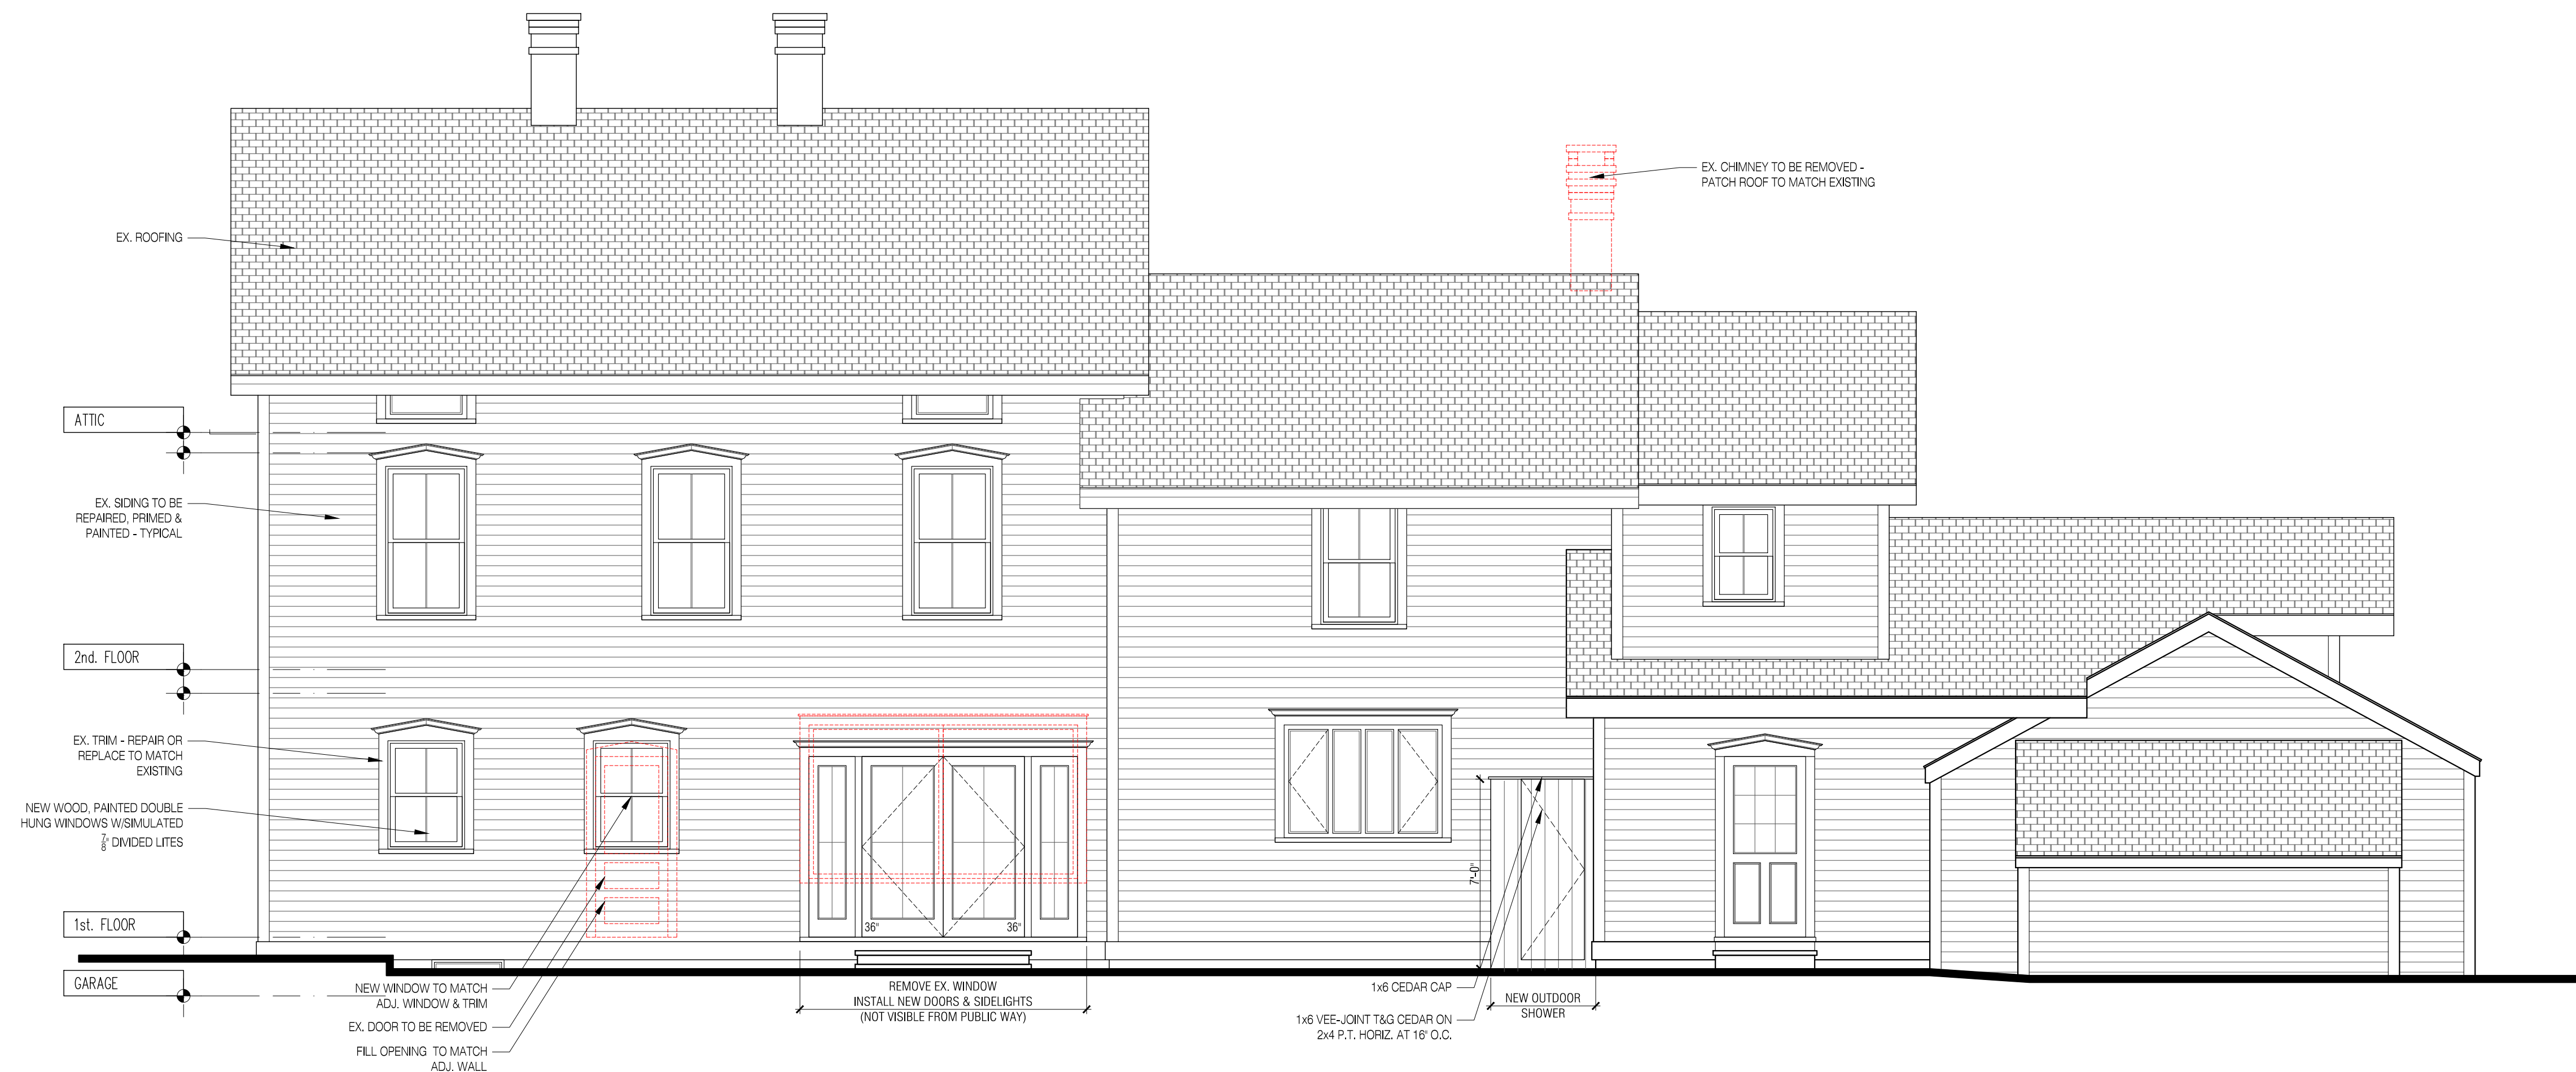 EX. CHIMNEY TO BE REMOVED -
PATCH ROOF TO MATCH EXISTING
EX. ROOFING
ATTIC
EX. SIDING TO BE
REPAIRED, PRIMED &
PAINTED - TYPICAL
2nd. FLOOR
EX. TRIM - REPAIR OR
REPLACE TO MATCH
EXISTING
NEW WOOD, PAINTED DOUBLE
HUNG WINDOWS W/SIMULATED
7/8" DIVIDED LITES
7'-0"
1st. FLOOR
36"
36"
GARAGE
NEW WINDOW TO MATCH
ADJ. WINDOW & TRIM
EX. DOOR TO BE REMOVED
FILL OPENING TO MATCH
ADJ. WALL
REMOVE EX. WINDOW
INSTALL NEW DOORS & SIDELIGHTS
(NOT VISIBLE FROM PUBLIC WAY)
1x6 CEDAR CAP
1x6 VEE-JOINT T&G CEDAR ON
2x4 P.T. HORIZ. AT 16" O.C.
NEW OUTDOOR
SHOWER